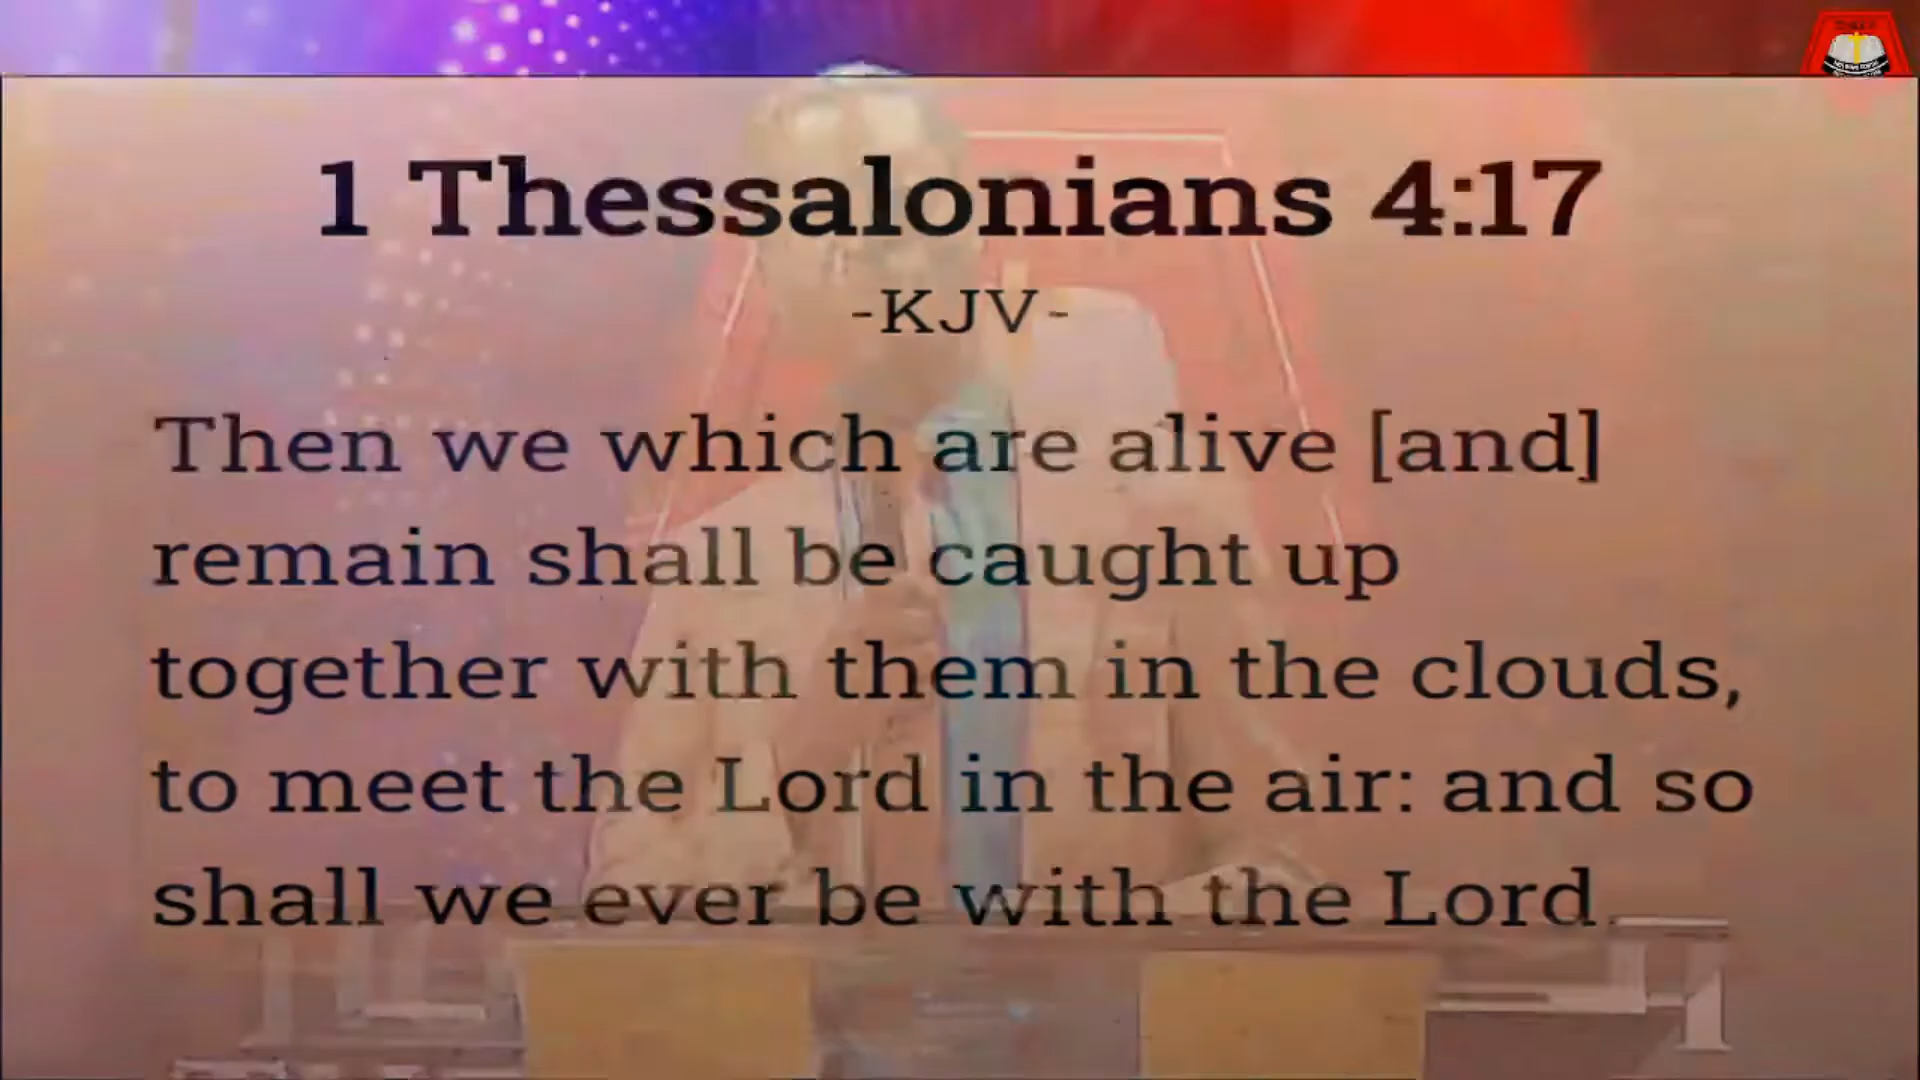 1 Thessalonians 4:17
-KJV-
Then we which are alive [and]
remain shall be caught up
together with them in the clouds,
to meet the Lord in the air: and so
shall we ever be with the Lord